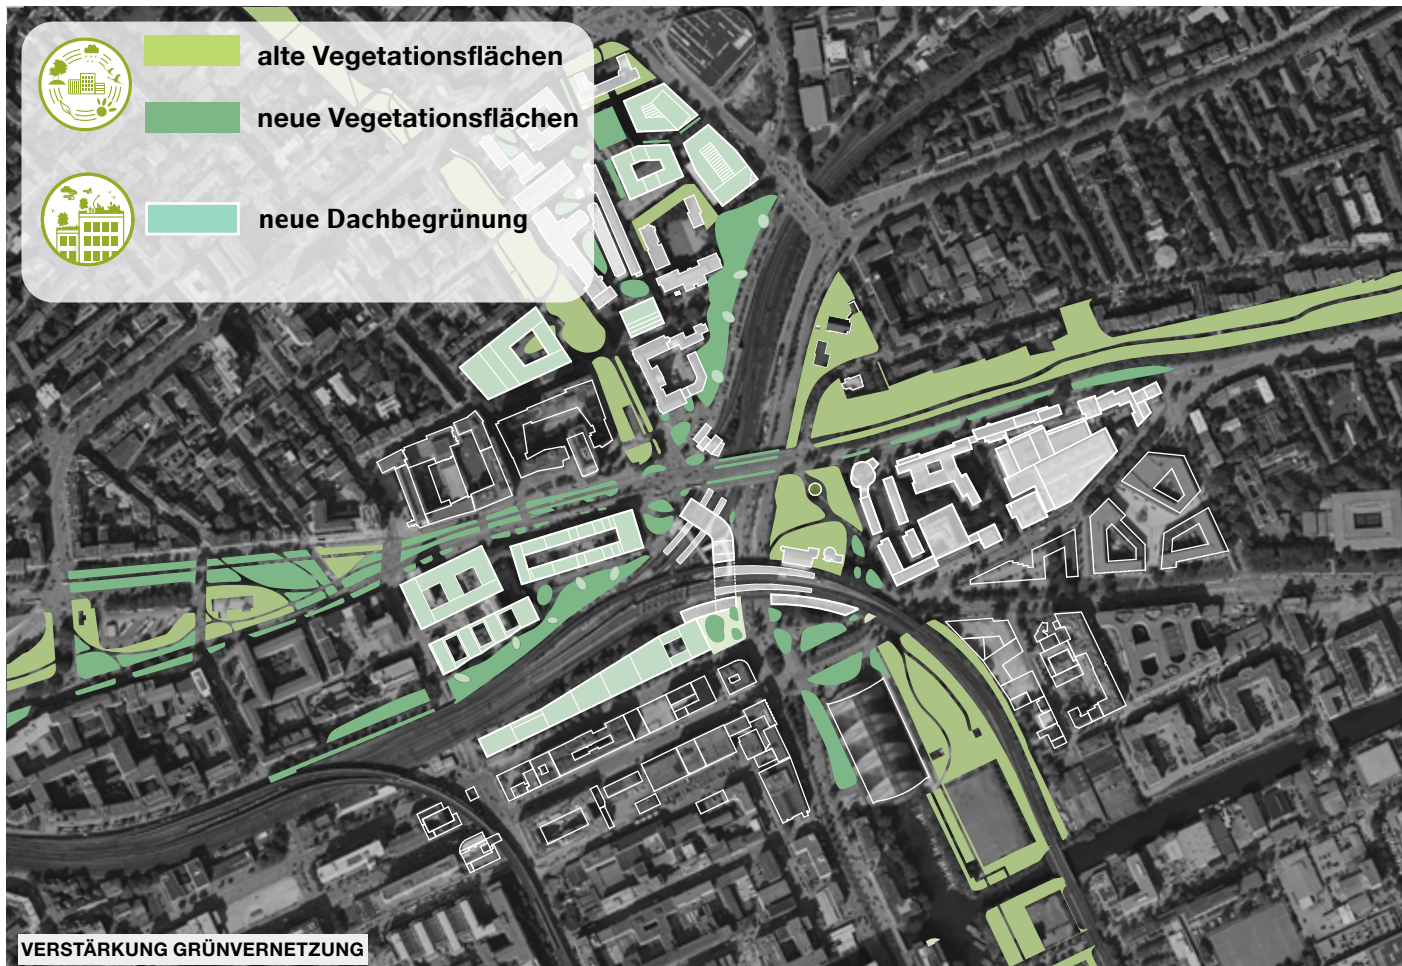 alte Vegetationsflächen
neue Vegetationsflächen
neue Dachbegrünung
VERSTÄRKUNG GRÜNVERNETZUNG